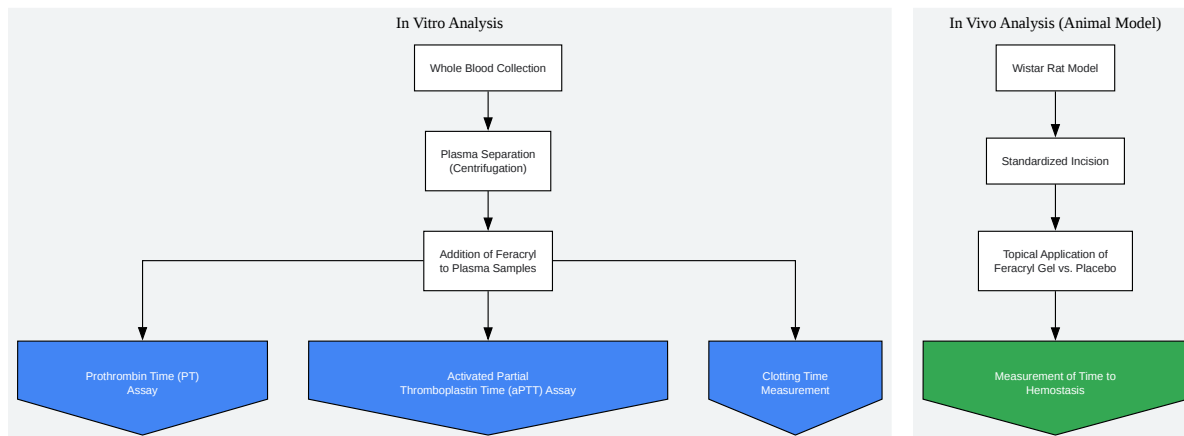 In Vitro Analysis
Whole Blood Collection
Plasma Separation
(Centrifugation)
Addition of Feracryl
to Plasma Samples
Prothrombin Time (PT)
Assay
Activated Partial
Thromboplastin Time (aPTT) Assay
Clotting Time
Measurement
In Vivo Analysis (Animal Model)
Wistar Rat Model
Standardized Incision
Topical Application of
Feracryl Gel vs. Placebo
Measurement of Time to
Hemostasis